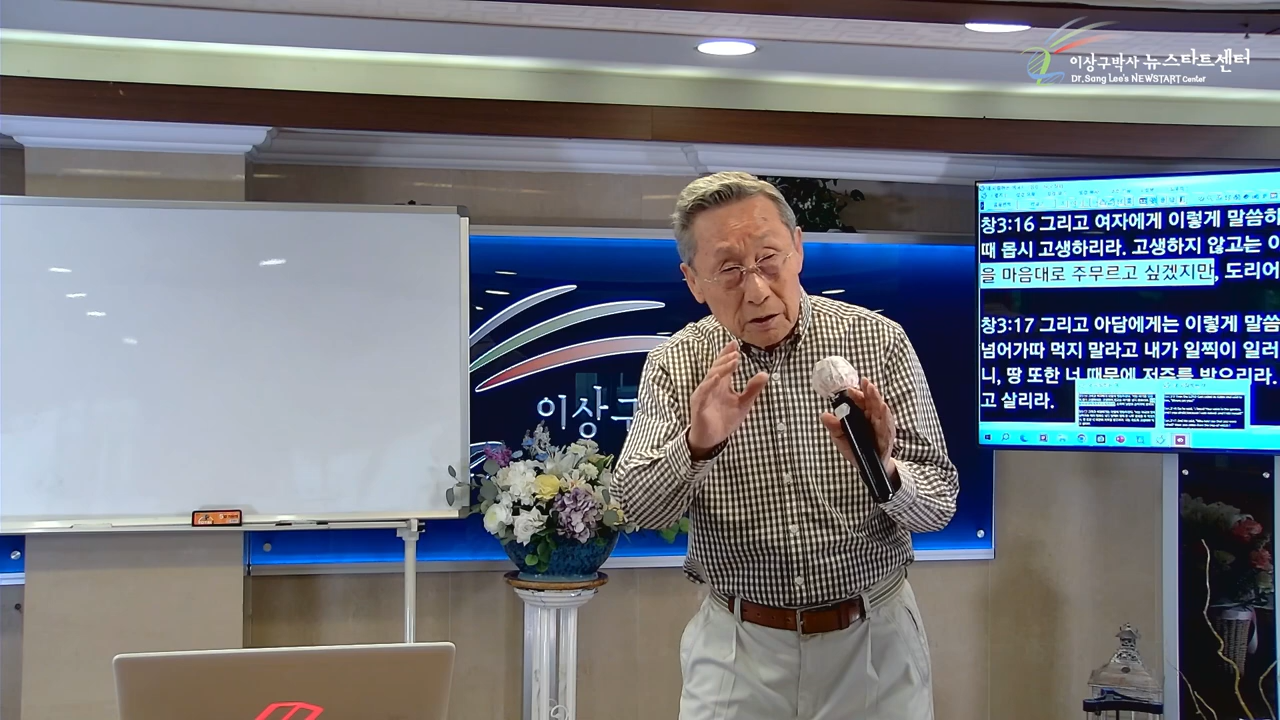 이상구박사 뉴스타트센터
Dr.Sang Lee's NEWSTART Center
창3:16 그리고 여자에게 이렇게 말씀하
때 몹시 고생하리라. 고생하지 않고는 이
을 마음대로 주무르고 싶겠지만, 도리어
창3:17 그리고 아담에게는 이렇게 말씀
넘어가따 먹지 말라고 내가 일찍이 일러
니, 땅 또한 너 때문에 저주를 받으리라.
고 살리라.
이상구